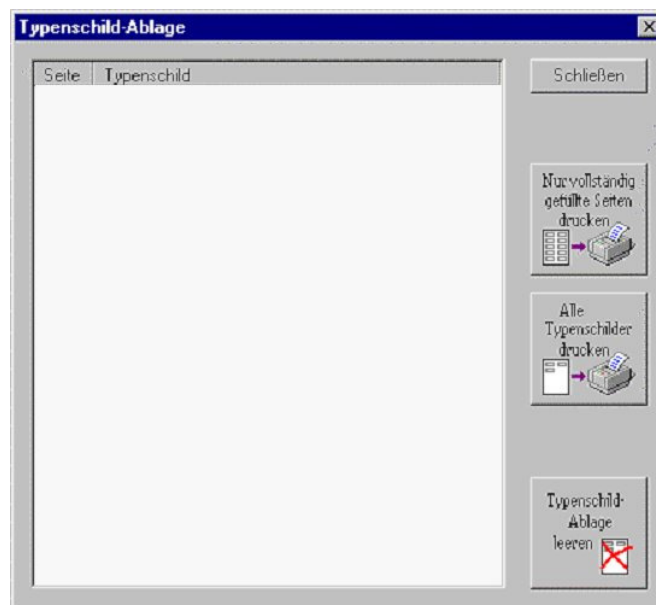 Typenschild-Ablage
Seite Typenschild
Schließen
Nur vollständig
gefüllte Seiten
drucken
Alle
Typenschilder
drucken
Typenschild-
Ablage
leeren